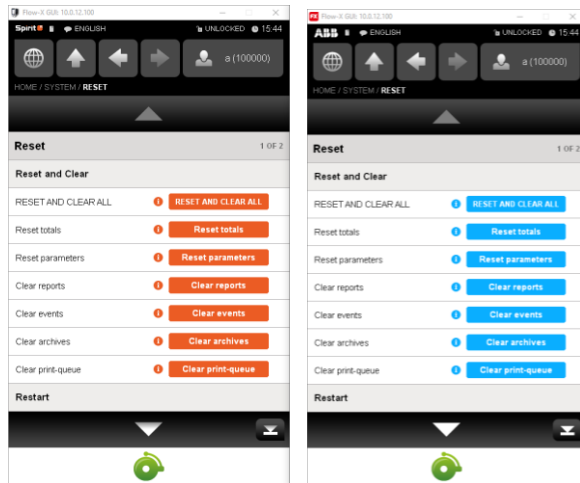 Flow-X GUI: 10.0.12.100
Spirit ENGLISH UNLOCKED 15:44
a (100000)
HOME / SYSTEM / RESET
Reset 1 OF 2
Reset and Clear
RESET AND CLEAR ALL RESET AND CLEAR ALL
Reset totals Reset totals
Reset parameters Reset parameters
Clear reports Clear reports
Clear events Clear events
Clear archives Clear archives
Clear print-queue Clear print-queue
Restart
Flow-X GUI: 10.0.12.100
ABB ENGLISH UNLOCKED 15:44
a (100000)
HOME / SYSTEM / RESET
Reset 1 OF 2
Reset and Clear
RESET AND CLEAR ALL RESET AND CLEAR ALL
Reset totals Reset totals
Reset parameters Reset parameters
Clear reports Clear reports
Clear events Clear events
Clear archives Clear archives
Clear print-queue Clear print-queue
Restart